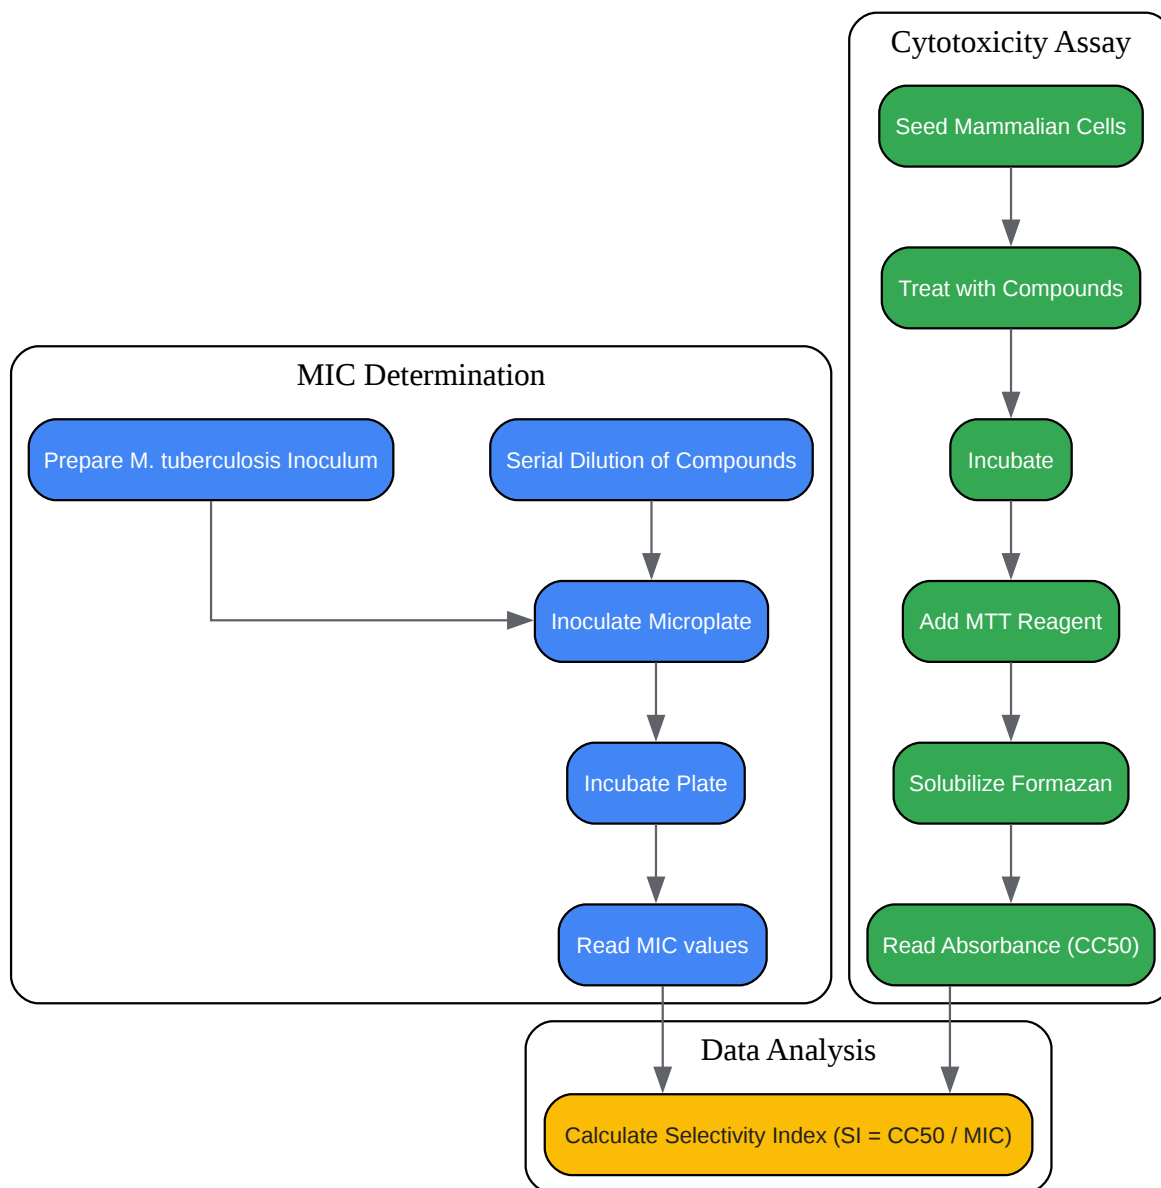 Cytotoxicity Assay
Seed Mammalian Cells
Treat with Compounds
MIC Determination
Prepare M. tuberculosis Inoculum
Serial Dilution of Compounds
Incubate
Inoculate Microplate
Add MTT Reagent
Incubate Plate
Solubilize Formazan
Read MIC values
Read Absorbance (CC50)
Data Analysis
Calculate Selectivity Index (SI = CC50 / MIC)